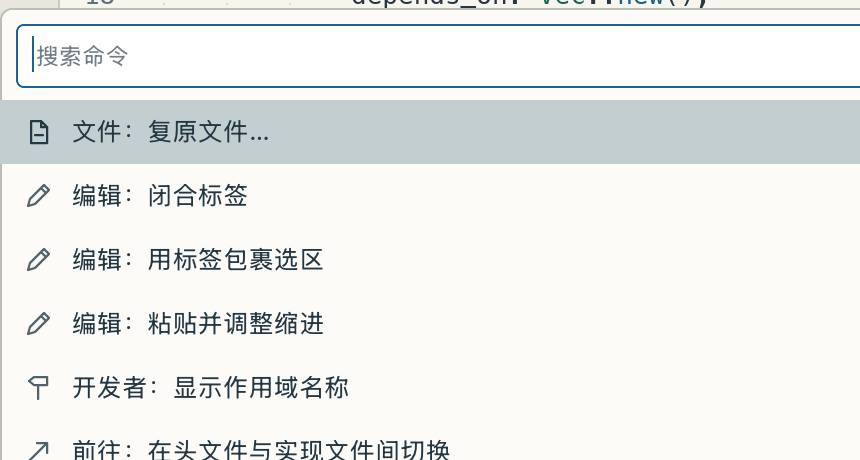 18 depends_on: Vec::new(),
搜索命令
文件：复原文件…
编辑：闭合标签
编辑：用标签包裹选区
编辑：粘贴并调整缩进
开发者：显示作用域名称
前往：在头文件与实现文件间切换